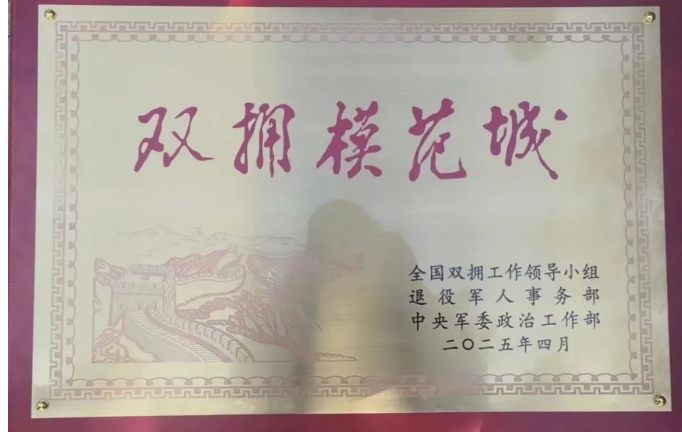 双拥模范城
全国双拥工作领导小组
退役军人事务部
中央军委政治工作部
二〇二五年四月